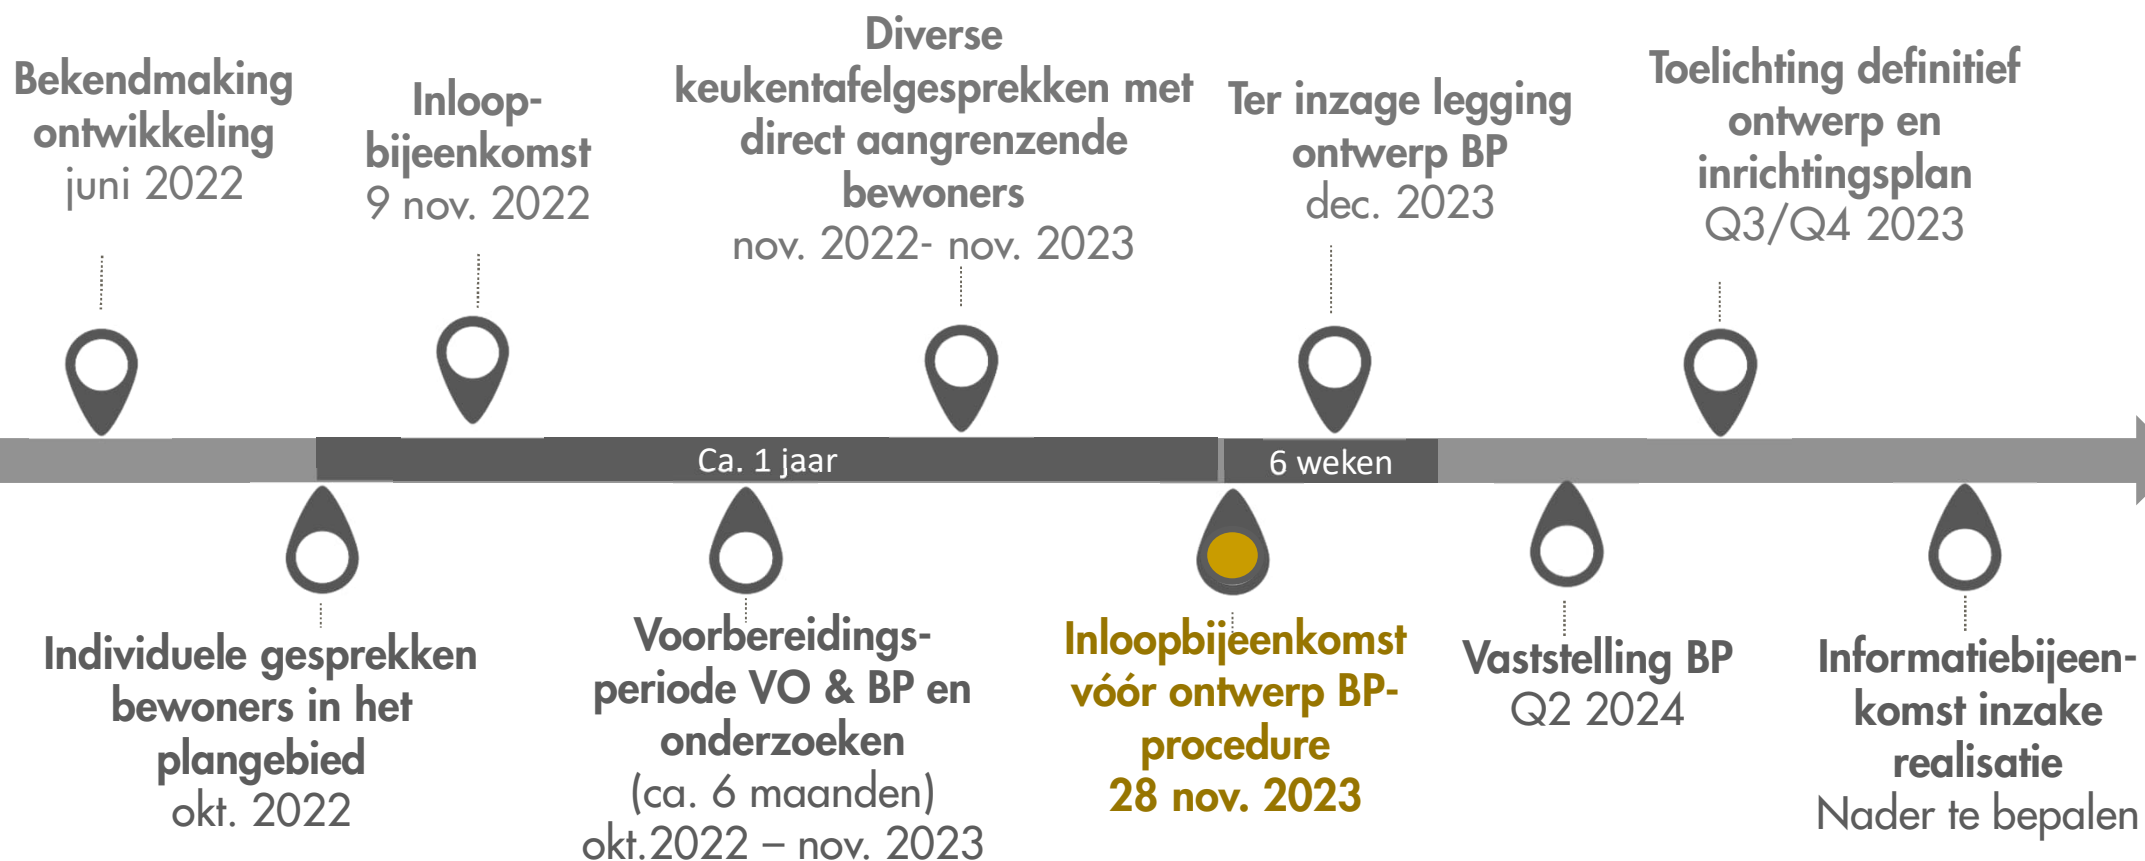 Bekendmaking
ontwikkeling
juni 2022
Inloop-
bijeenkomst
9 nov. 2022
Diverse
keukentafelgesprekken met
direct aangrenzende
bewoners
nov. 2022- nov. 2023
Ter inzage legging
ontwerp BP
dec. 2023
Toelichting definitief
ontwerp en
inrichtingsplan
Q3/Q4 2023
Ca. 1 jaar
6 weken
Individuele gesprekken
bewoners in het
plangebied
okt. 2022
Voorbereidings-
periode VO & BP en
onderzoeken
(ca. 6 maanden)
okt.2022 – nov. 2023
Inloopbijeenkomst
vóór ontwerp BP-
procedure
28 nov. 2023
Vaststelling BP
Q2 2024
Informatiebijeen-
komst inzake
realisatie
Nader te bepalen